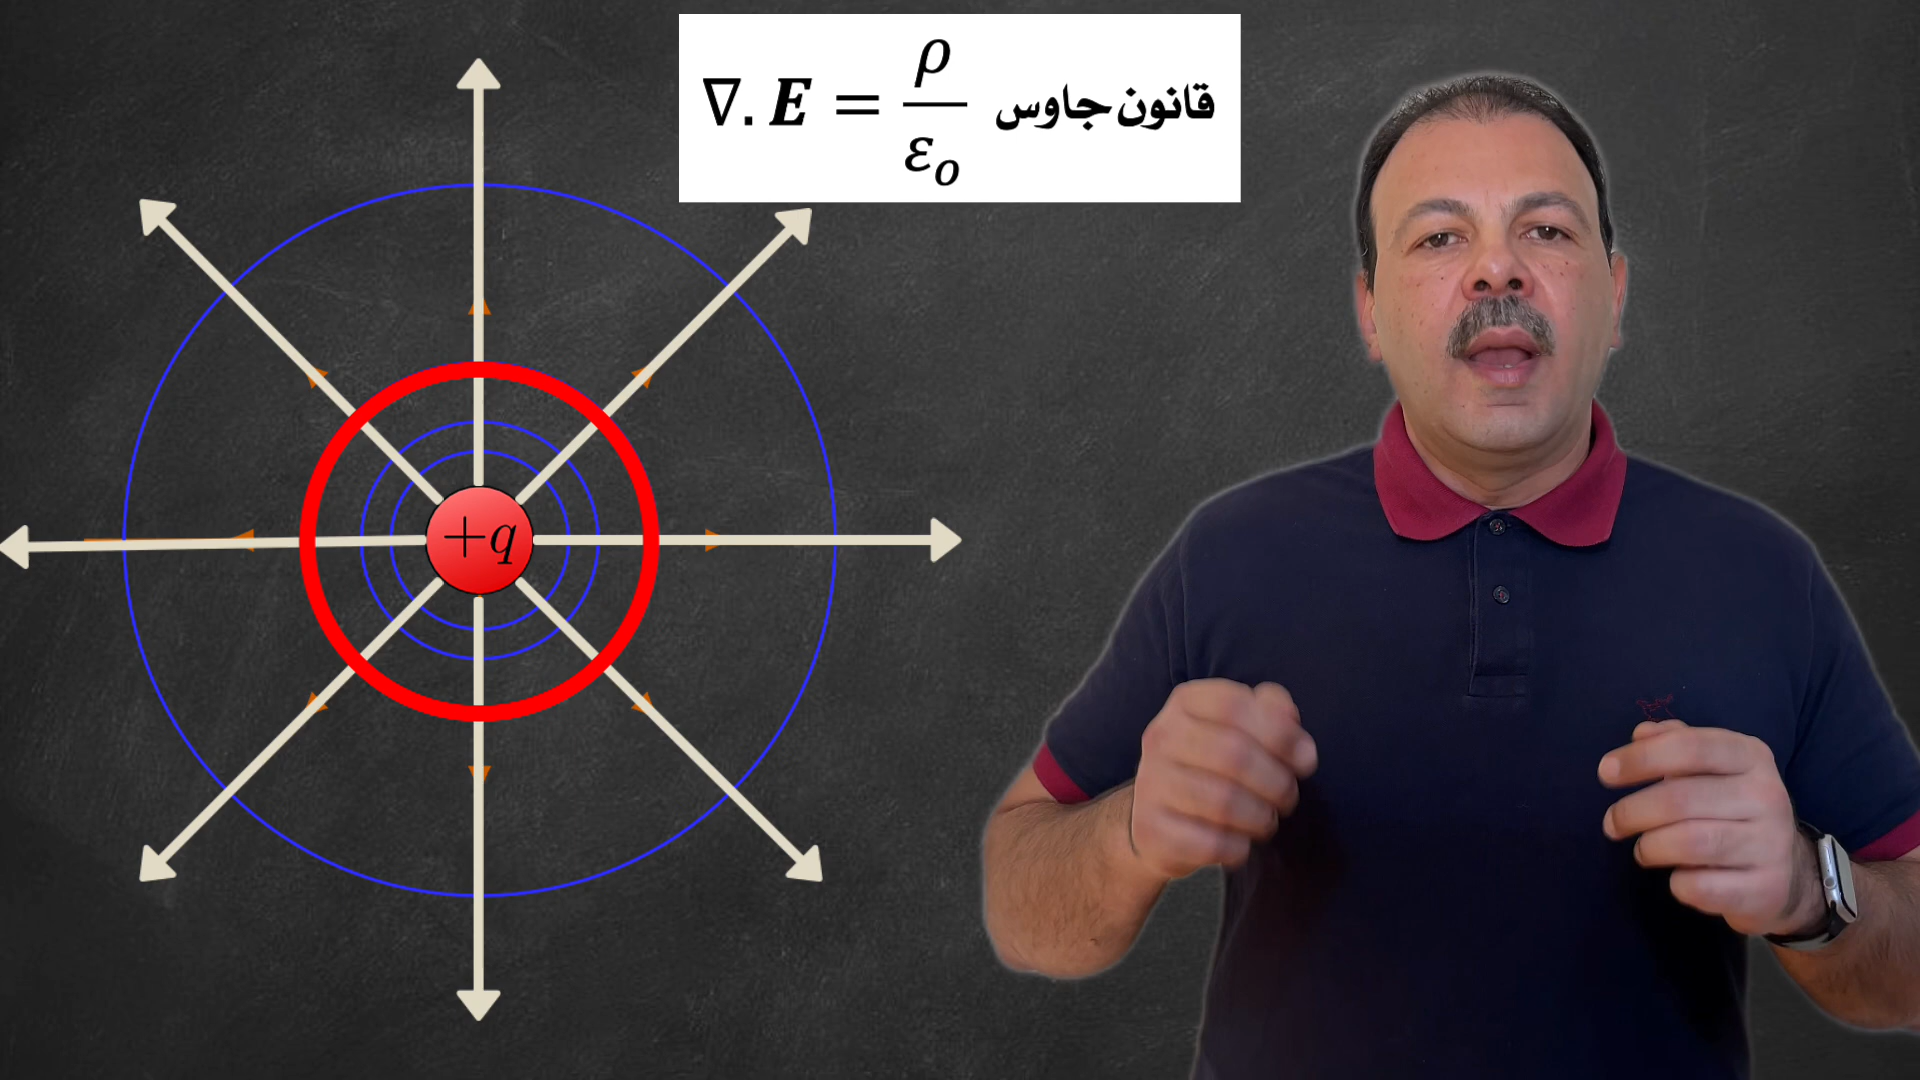 ∇. E = ρ/ε₀ قانون جاوس
+q